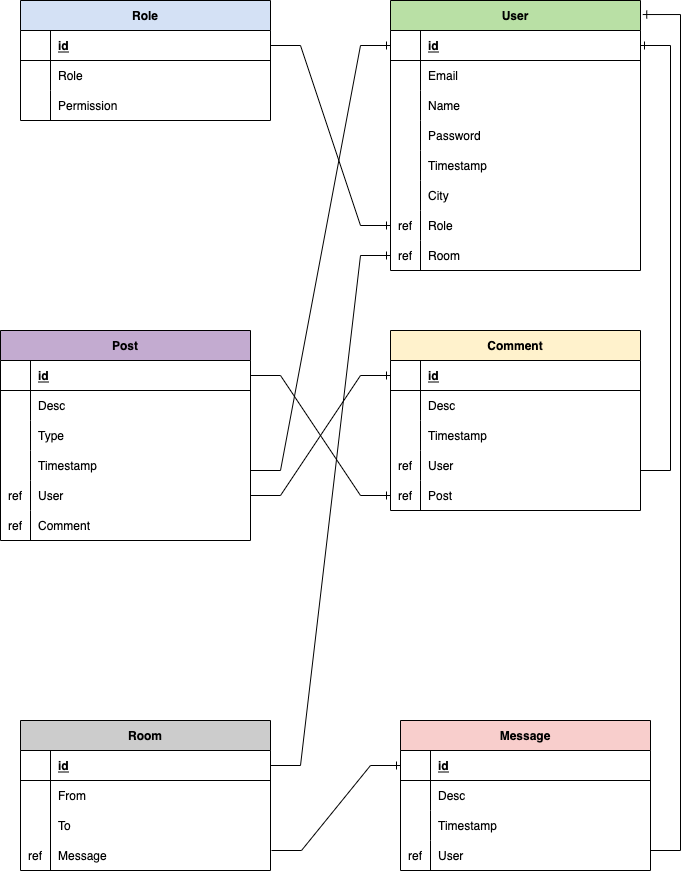 Role
id
Role
Permission
User
id
Email
Name
Password
Timestamp
City
ref Role
ref Room
Post
id
Desc
Type
Timestamp
ref User
ref Comment
Comment
id
Desc
Timestamp
ref User
ref Post
Room
id
From
To
ref Message
Message
id
Desc
Timestamp
ref User